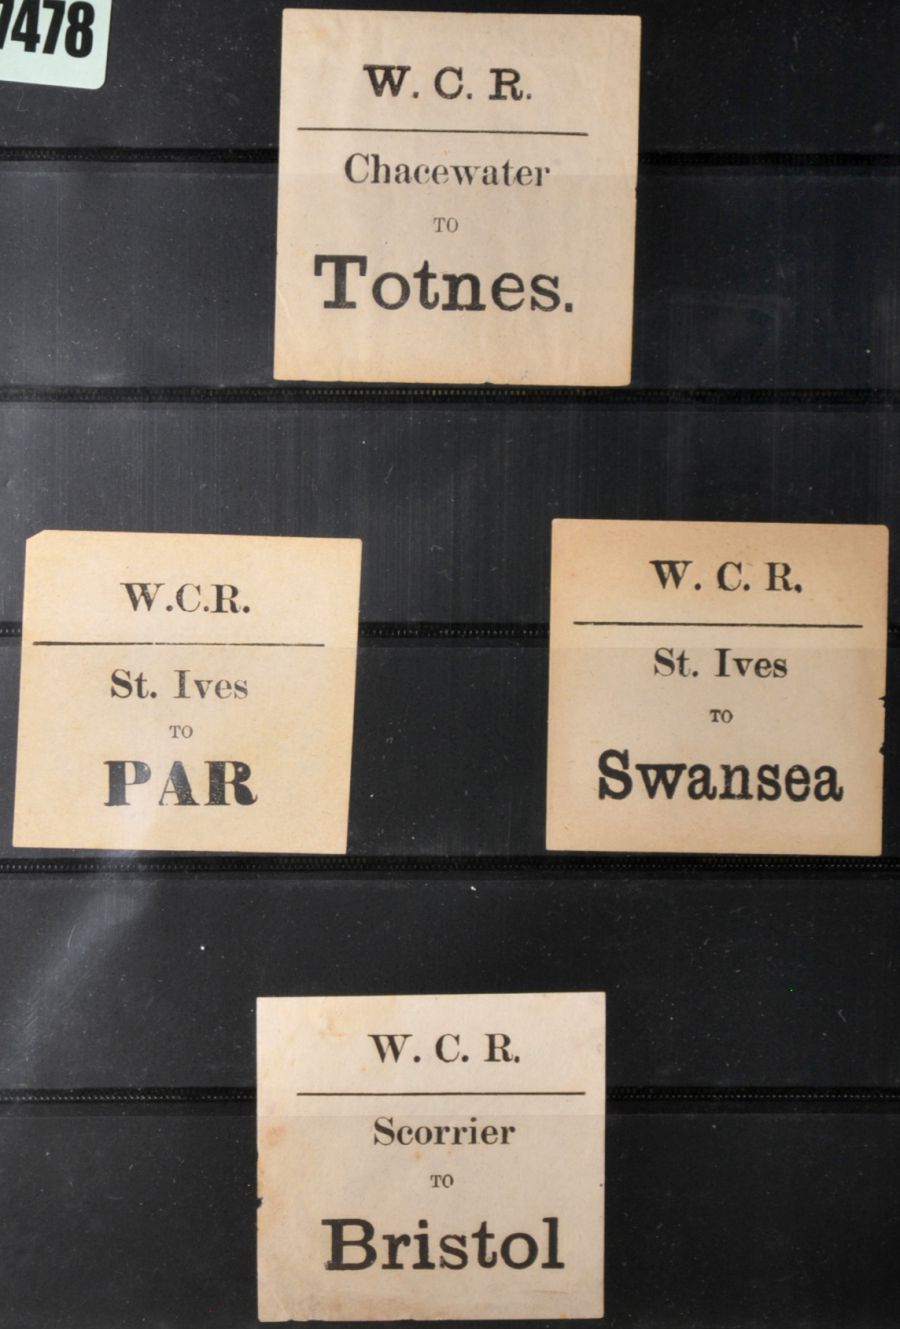 7478
W. C. R.
Chacewater
TO
Totnes.
W.C.R.
St. Ives
TO
PAR
W. C. R.
St. Ives
TO
Swansea
W. C. R.
Scorrier
TO
Bristol